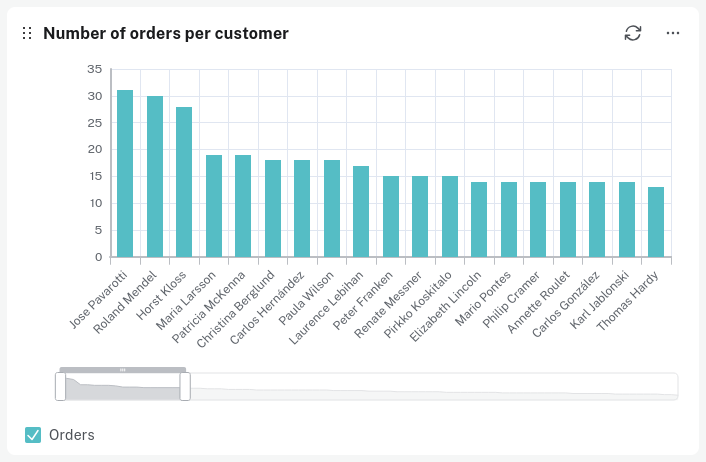 Number of orders per customer
35
30
25
20
15
10
5
0
Jose Pavarotti
Roland Mendel
Horst Kloss
Maria Larsson
Patricia McKenna
Christina Berglund
Carlos Hernández
Paula Wilson
Laurence Lebihan
Peter Franken
Renate Messner
Pirkko Koskitalo
Elizabeth Lincoln
Mario Pontes
Philip Cramer
Annette Roulet
Carlos González
Karl Jablonski
Thomas Hardy
Orders